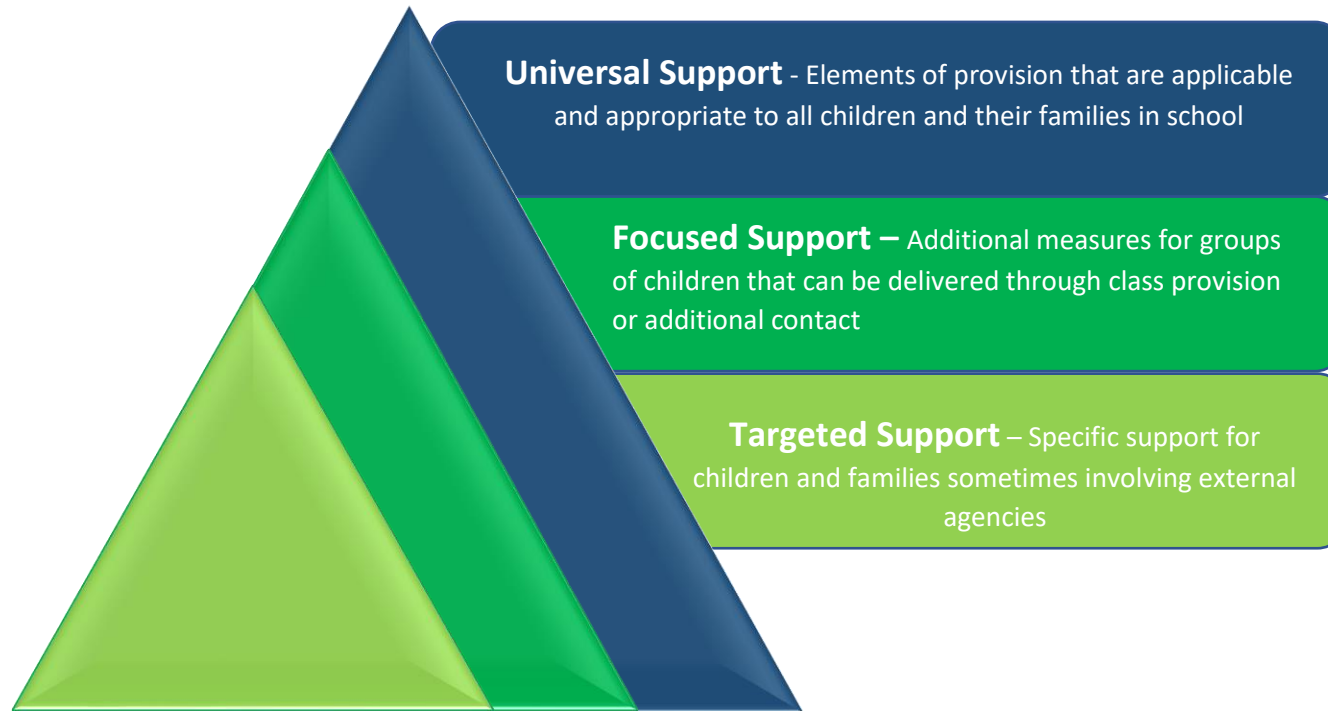 Universal Support - Elements of provision that are applicable
and appropriate to all children and their families in school
Focused Support – Additional measures for groups
of children that can be delivered through class provision
or additional contact
Targeted Support – Specific support for
children and families sometimes involving external
agencies